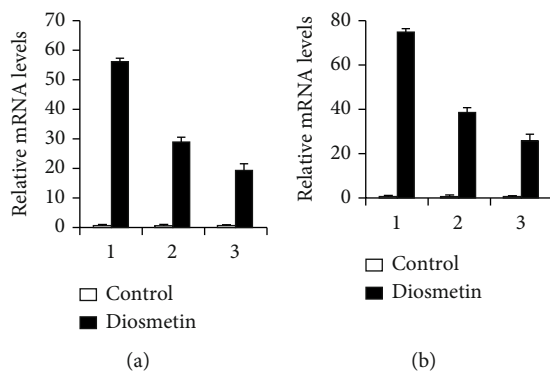 Relative mRNA levels
70
60
50
40
30
20
10
0
1 2 3
Control
Diosmetin
(a)
Relative mRNA levels
80
60
40
20
0
1 2 3
Control
Diosmetin
(b)